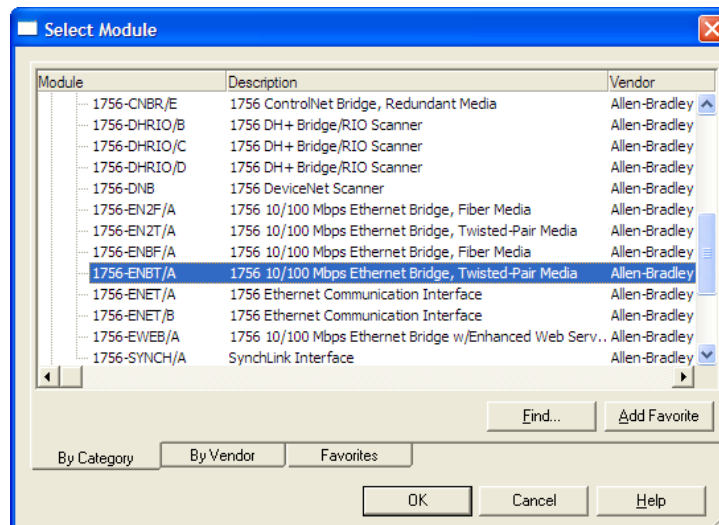 Select Module
Module Description Vendor
1756-CNBR/E 1756 ControlNet Bridge, Redundant Media Allen-Bradley
1756-DHRIO/B 1756 DH+ Bridge/RIO Scanner Allen-Bradley
1756-DHRIO/C 1756 DH+ Bridge/RIO Scanner Allen-Bradley
1756-DHRIO/D 1756 DH+ Bridge/RIO Scanner Allen-Bradley
1756-DNB 1756 DeviceNet Scanner Allen-Bradley
1756-EN2F/A 1756 10/100 Mbps Ethernet Bridge, Fiber Media Allen-Bradley
1756-EN2T/A 1756 10/100 Mbps Ethernet Bridge, Twisted-Pair Media Allen-Bradley
1756-ENBF/A 1756 10/100 Mbps Ethernet Bridge, Fiber Media Allen-Bradley
1756-ENBT/A 1756 10/100 Mbps Ethernet Bridge, Twisted-Pair Media Allen-Bradley
1756-ENET/A 1756 Ethernet Communication Interface Allen-Bradley
1756-ENET/B 1756 Ethernet Communication Interface Allen-Bradley
1756-EWEB/A 1756 10/100 Mbps Ethernet Bridge w/Enhanced Web Serv.. Allen-Bradley
1756-SYNCH/A SynchLink Interface Allen-Bradley
Find... Add Favorite
By Category By Vendor Favorites
OK Cancel Help